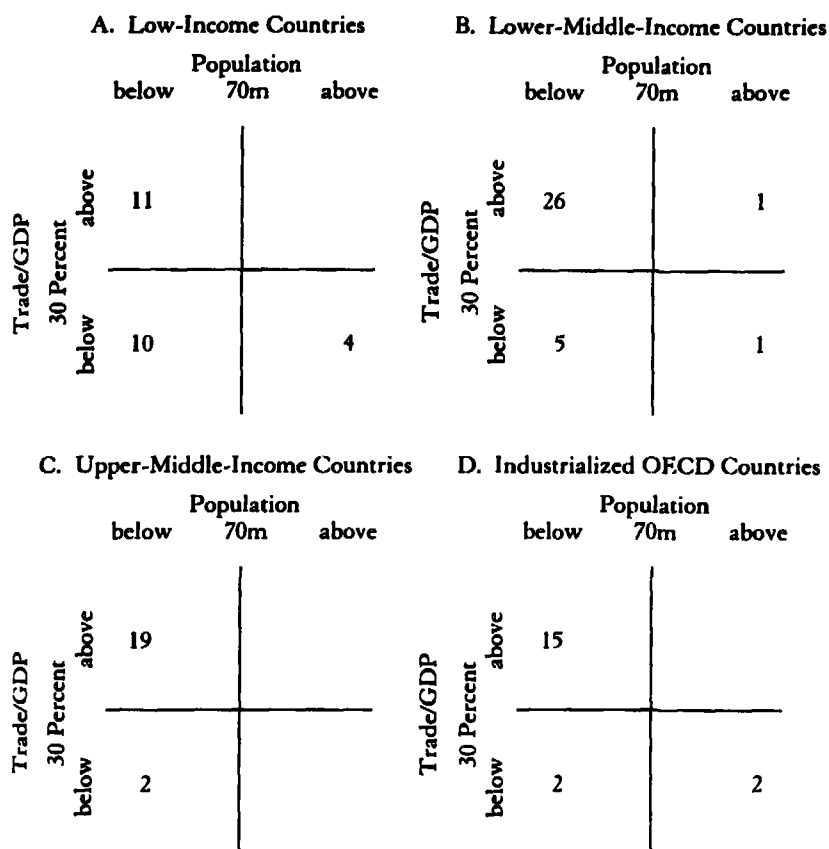 A. Low-Income Countries
Population
below 70m above
Trade/GDP
30 Percent
above
below
11
10 4
B. Lower-Middle-Income Countries
Population
below 70m above
Trade/GDP
30 Percent
above
below
26 1
5 1
C. Upper-Middle-Income Countries
Population
below 70m above
Trade/GDP
30 Percent
above
below
19
2
D. Industrialized OECD Countries
Population
below 70m above
Trade/GDP
30 Percent
above
below
15
2 2